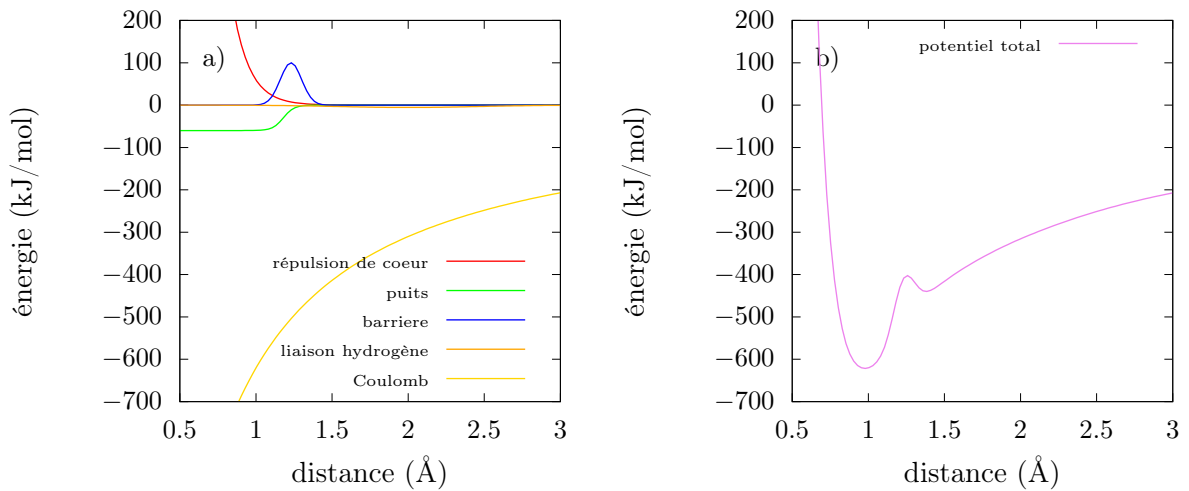 200
100
0
−100
−200
−300
−400
−500
−600
−700
0.5 1 1.5 2 2.5 3
énergie (kJ/mol)
distance (Å)
a)
répulsion de coeur
puits
barriere
liaison hydrogène
Coulomb
200
100
0
−100
−200
−300
−400
−500
−600
−700
0.5 1 1.5 2 2.5 3
énergie (kJ/mol)
distance (Å)
b)
potentiel total